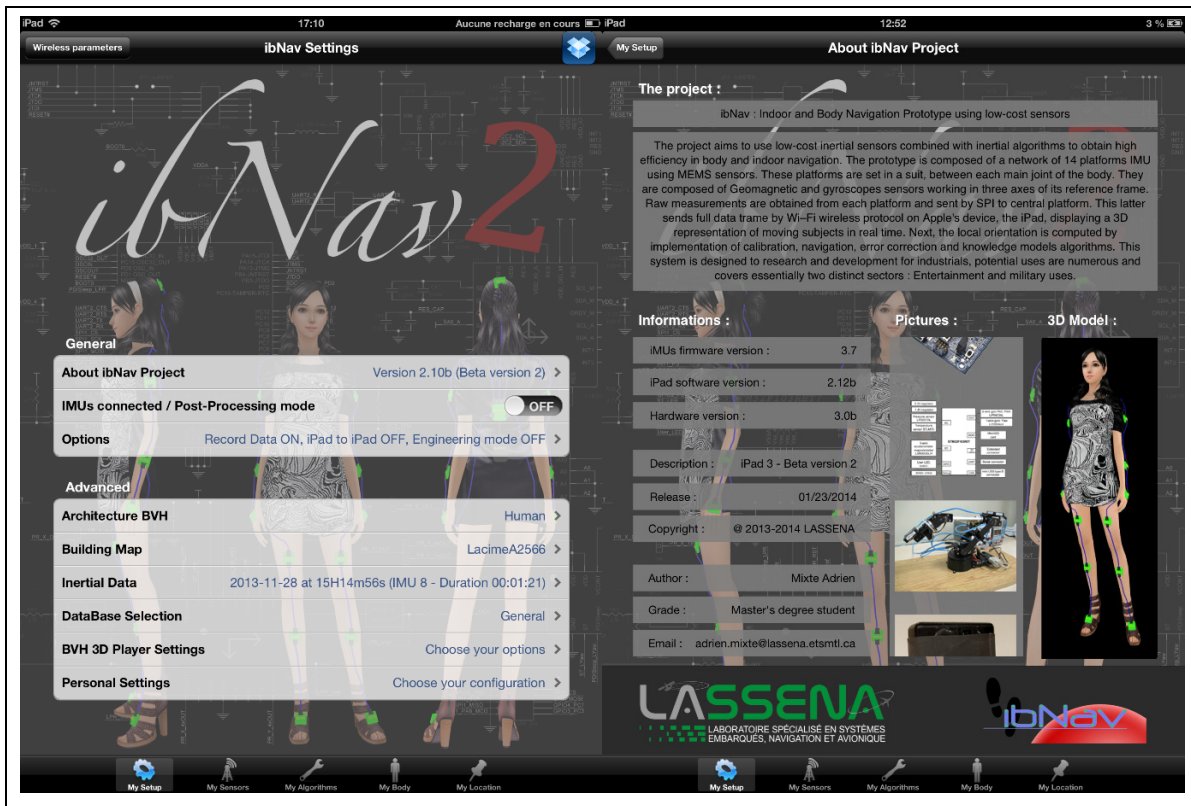 iPad 17:10 Aucune recharge en cours
Wireless parameters ibNav Settings
ibNav2
General
About ibNav Project Version 2.10b (Beta version 2)
IMUs connected / Post-Processing mode OFF
Options Record Data ON, iPad to iPad OFF, Engineering mode OFF
Advanced
Architecture BVH Human
Building Map LacimeA2566
Inertial Data 2013-11-28 at 15H14m56s (IMU 8 - Duration 00:01:21)
DataBase Selection General
BVH 3D Player Settings Choose your options
Personal Settings Choose your configuration
My Setup My Sensors My Algorithms My Body My Location
iPad 12:52 3 %
My Setup About ibNav Project
The project :
ibNav : Indoor and Body Navigation Prototype using low-cost sensors
The project aims to use low-cost inertial sensors combined with inertial algorithms to obtain high
efficiency in body and indoor navigation. The prototype is composed of a network of 14 platforms IMU
using MEMS sensors. These platforms are set in a suit, between each main joint of the body. They
are composed of Geomagnetic and gyroscopes sensors working in three axes of its reference frame.
Raw measurements are obtained from each platform and sent by SPI to central platform. This latter
sends full data trame by Wi-Fi wireless protocol on Apple's device, the iPad, displaying a 3D
representation of moving subjects in real time. Next, the local orientation is computed by
implementation of calibration, navigation, error correction and knowledge models algorithms. This
system is designed to research and development for industrials, potential uses are numerous and
covers essentially two distinct sectors : Entertainment and military uses.
Informations : Pictures : 3D Model :
iMUs firmware version : 3.7
iPad software version : 2.12b
Hardware version : 3.0b
Description : iPad 3 - Beta version 2
Release : 01/23/2014
Copyright : @ 2013-2014 LASSENA
Author : Mixte Adrien
Grade : Master's degree student
Email : adrien.mixte@lassena.etsmtl.ca
LASSENA
LABORATOIRE SPÉCIALISÉ EN SYSTÈMES
EMBARQUÉS, NAVIGATION ET AVIONIQUE
ibNav
My Setup My Sensors My Algorithms My Body My Location